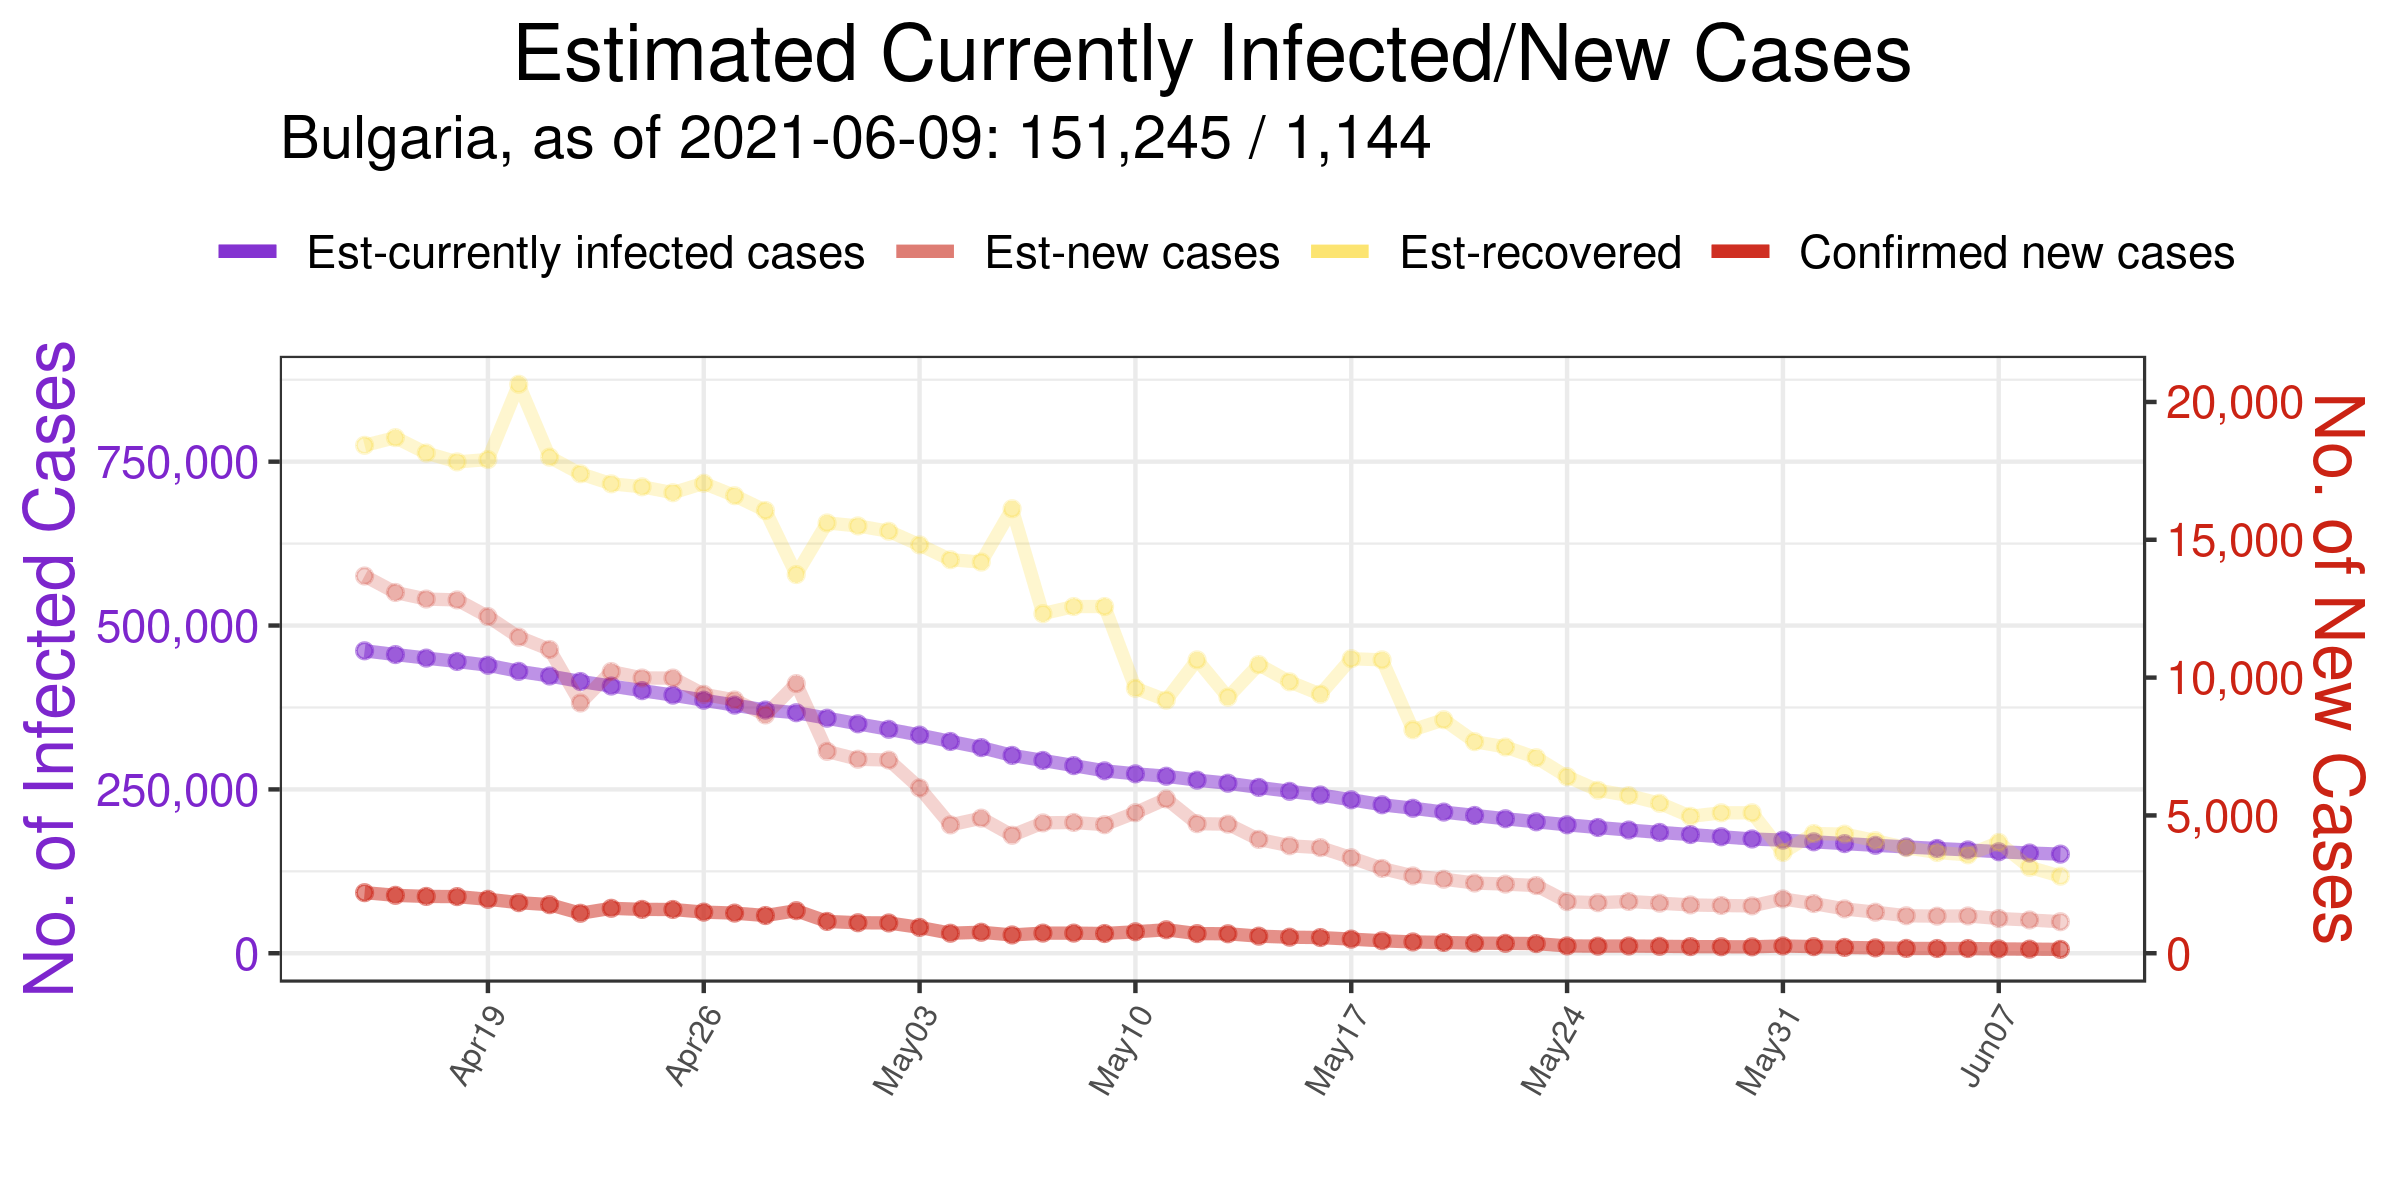 Estimated Currently Infected/New Cases
Bulgaria, as of 2021-06-09: 151,245 / 1,144
Est-currently infected cases Est-new cases Est-recovered Confirmed new cases
No. of Infected Cases
750,000
500,000
250,000
0
20,000
15,000
10,000
5,000
0
No. of New Cases
Apr19 Apr26 May03 May10 May17 May24 May31 Jun07